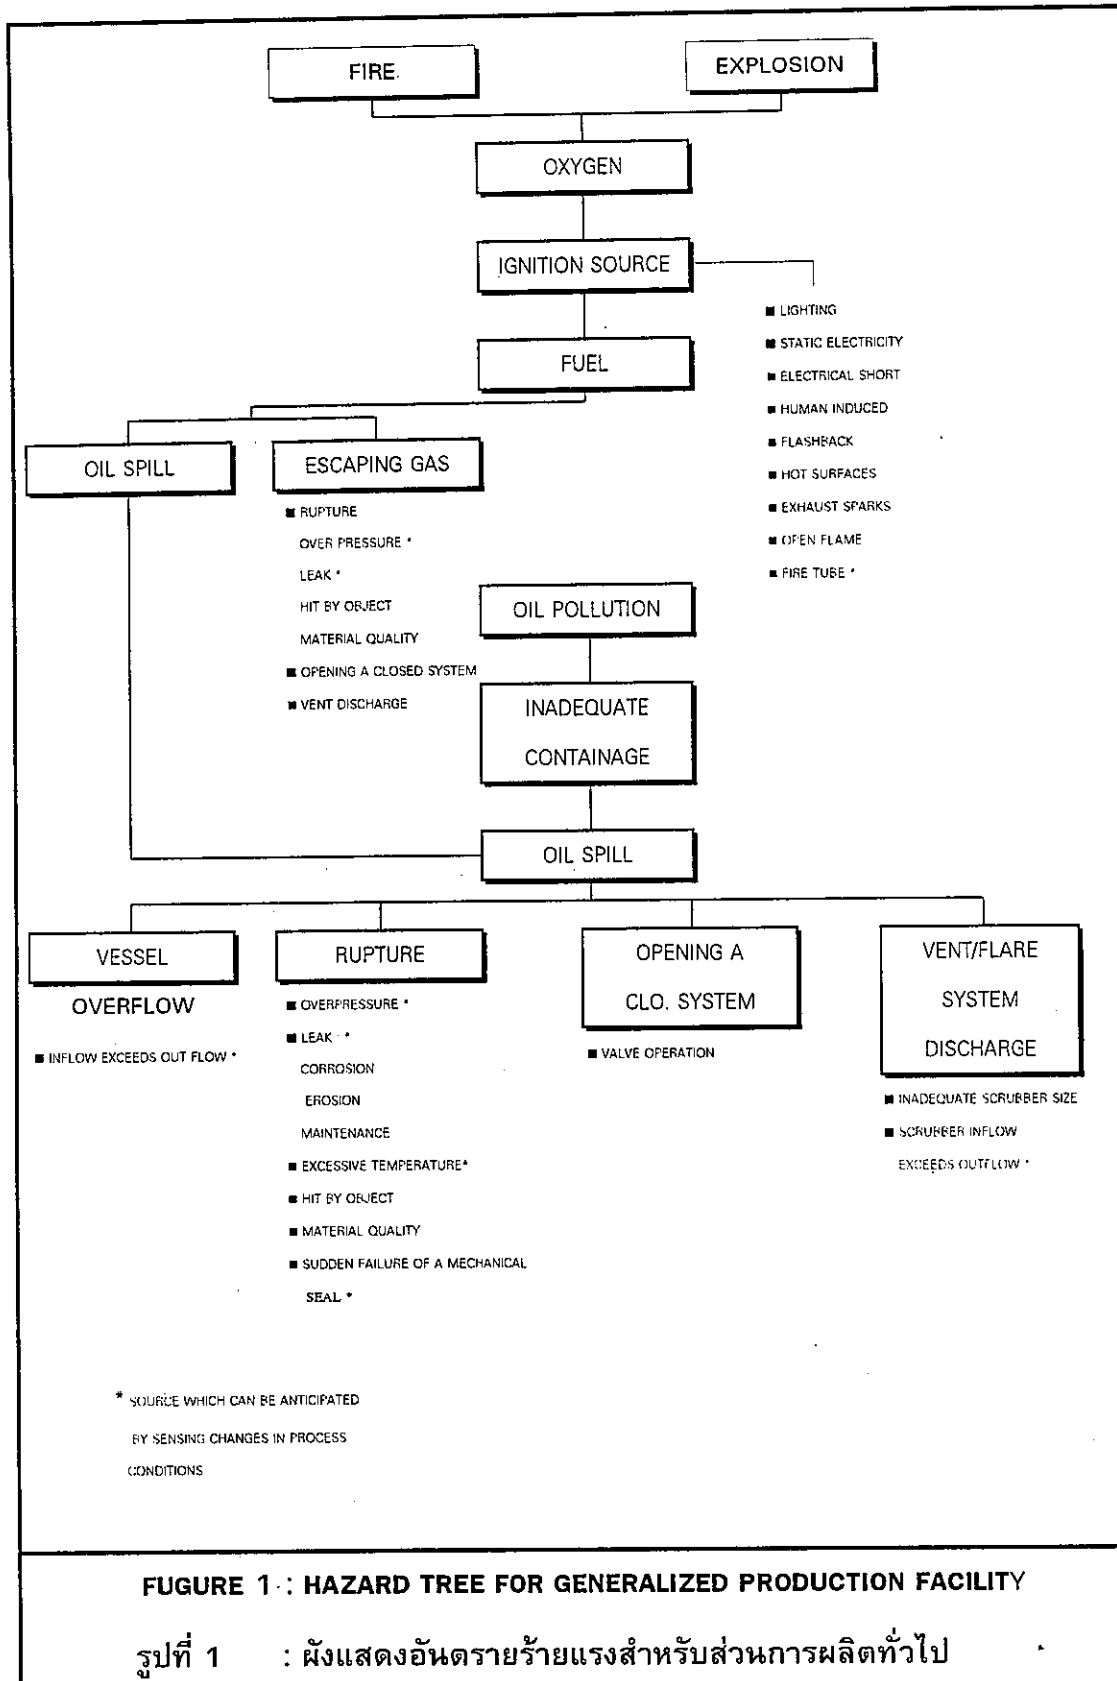 FIRE.
EXPLOSION
OXYGEN
IGNITION SOURCE
■ LIGHTING
■ STATIC ELECTRICITY
■ ELECTRICAL SHORT
■ HUMAN INDUCED
■ FLASHBACK
■ HOT SURFACES
■ EXHAUST SPARKS
■ OPEN FLAME
■ FIRE TUBE *
FUEL
OIL SPILL
ESCAPING GAS
■ RUPTURE
OVER PRESSURE *
LEAK *
HIT BY OBJECT
MATERIAL QUALITY
■ OPENING A CLOSED SYSTEM
■ VENT DISCHARGE
OIL POLLUTION
INADEQUATE
CONTAINAGE
OIL SPILL
VESSEL
OVERFLOW
■ INFLOW EXCEEDS OUT FLOW *
RUPTURE
■ OVERPRESSURE *
■ LEAK *
CORROSION
EROSION
MAINTENANCE
■ EXCESSIVE TEMPERATURE*
■ HIT BY OBJECT
■ MATERIAL QUALITY
■ SUDDEN FAILURE OF A MECHANICAL
SEAL *
OPENING A
CLO. SYSTEM
■ VALVE OPERATION
VENT/FLARE
SYSTEM
DISCHARGE
■ INADEQUATE SCRUBBER SIZE
■ SCRUBBER INFLOW
EXCEEDS OUTFLOW *
* SOURCE WHICH CAN BE ANTICIPATED
BY SENSING CHANGES IN PROCESS
CONDITIONS
FUGURE 1 : HAZARD TREE FOR GENERALIZED PRODUCTION FACILITY
รูปที่ 1 : ผังแสดงอันตรายร้ายแรงสำหรับส่วนการผลิตทั่วไป